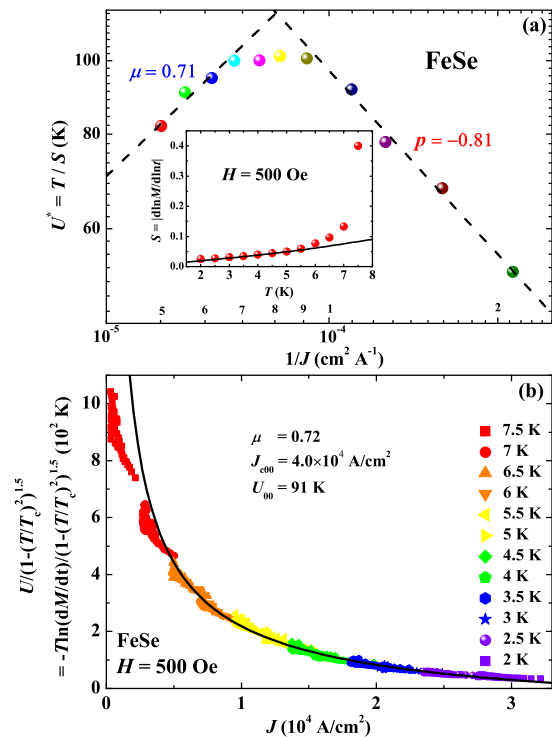 (a)
FeSe
μ = 0.71
p = −0.81
100
80
60
U* = T / S (K)
0.4
0.3
0.2
0.1
0.0
S = |dlnM/dlnt|
H = 500 Oe
2 3 4 5 6 7 8
T (K)
5 6 7 8 9 1 2
10⁻⁵ 10⁻⁴
1/J (cm² A⁻¹)
(b)
10
8
6
4
2
0
U/(1-(T/T_c)²)^1.5
= -Tln(dM/dt)/(1-(T/T_c)²)^1.5 (10² K)
μ = 0.72
J_c00 = 4.0×10⁴ A/cm²
U_00 = 91 K
7.5 K
7 K
6.5 K
6 K
5.5 K
5 K
4.5 K
4 K
3.5 K
3 K
2.5 K
2 K
FeSe
H = 500 Oe
0 1 2 3
J (10⁴ A/cm²)